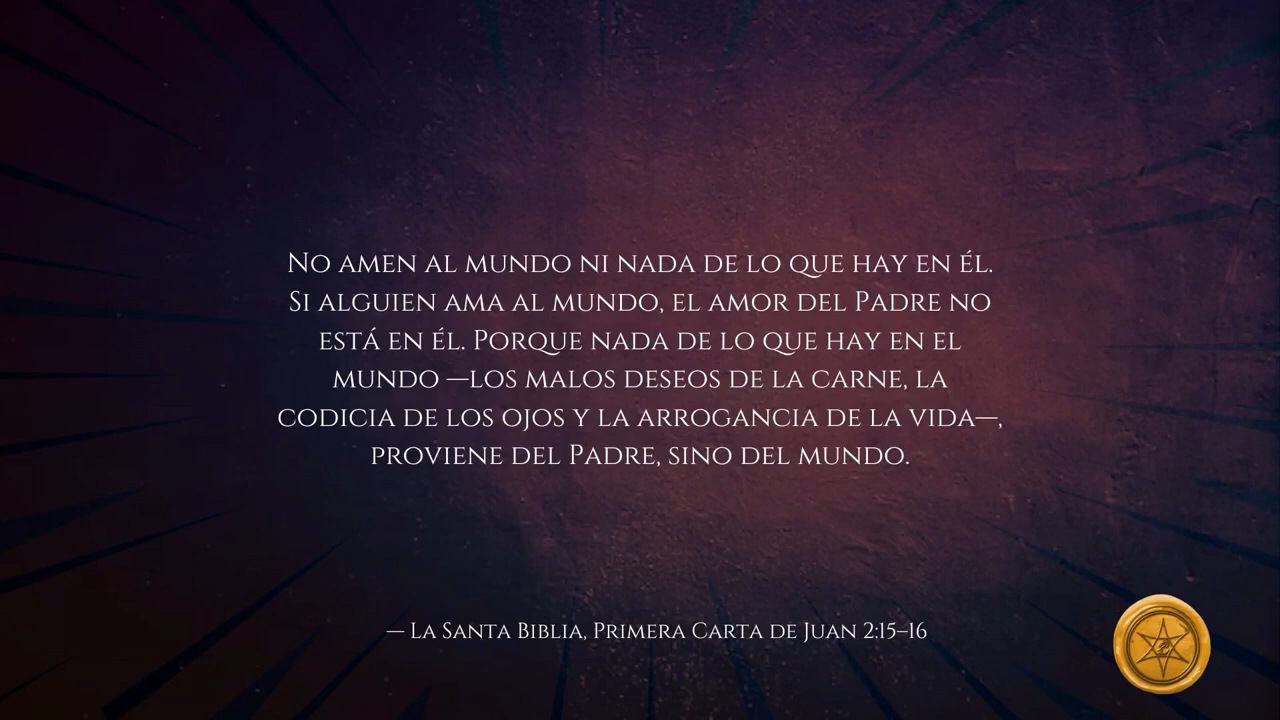 No amen al mundo ni nada de lo que hay en él.
Si alguien ama al mundo, el amor del Padre no
está en él. Porque nada de lo que hay en el
mundo —los malos deseos de la carne, la
codicia de los ojos y la arrogancia de la vida—,
proviene del Padre, sino del mundo.
— La Santa Biblia, Primera Carta de Juan 2:15–16